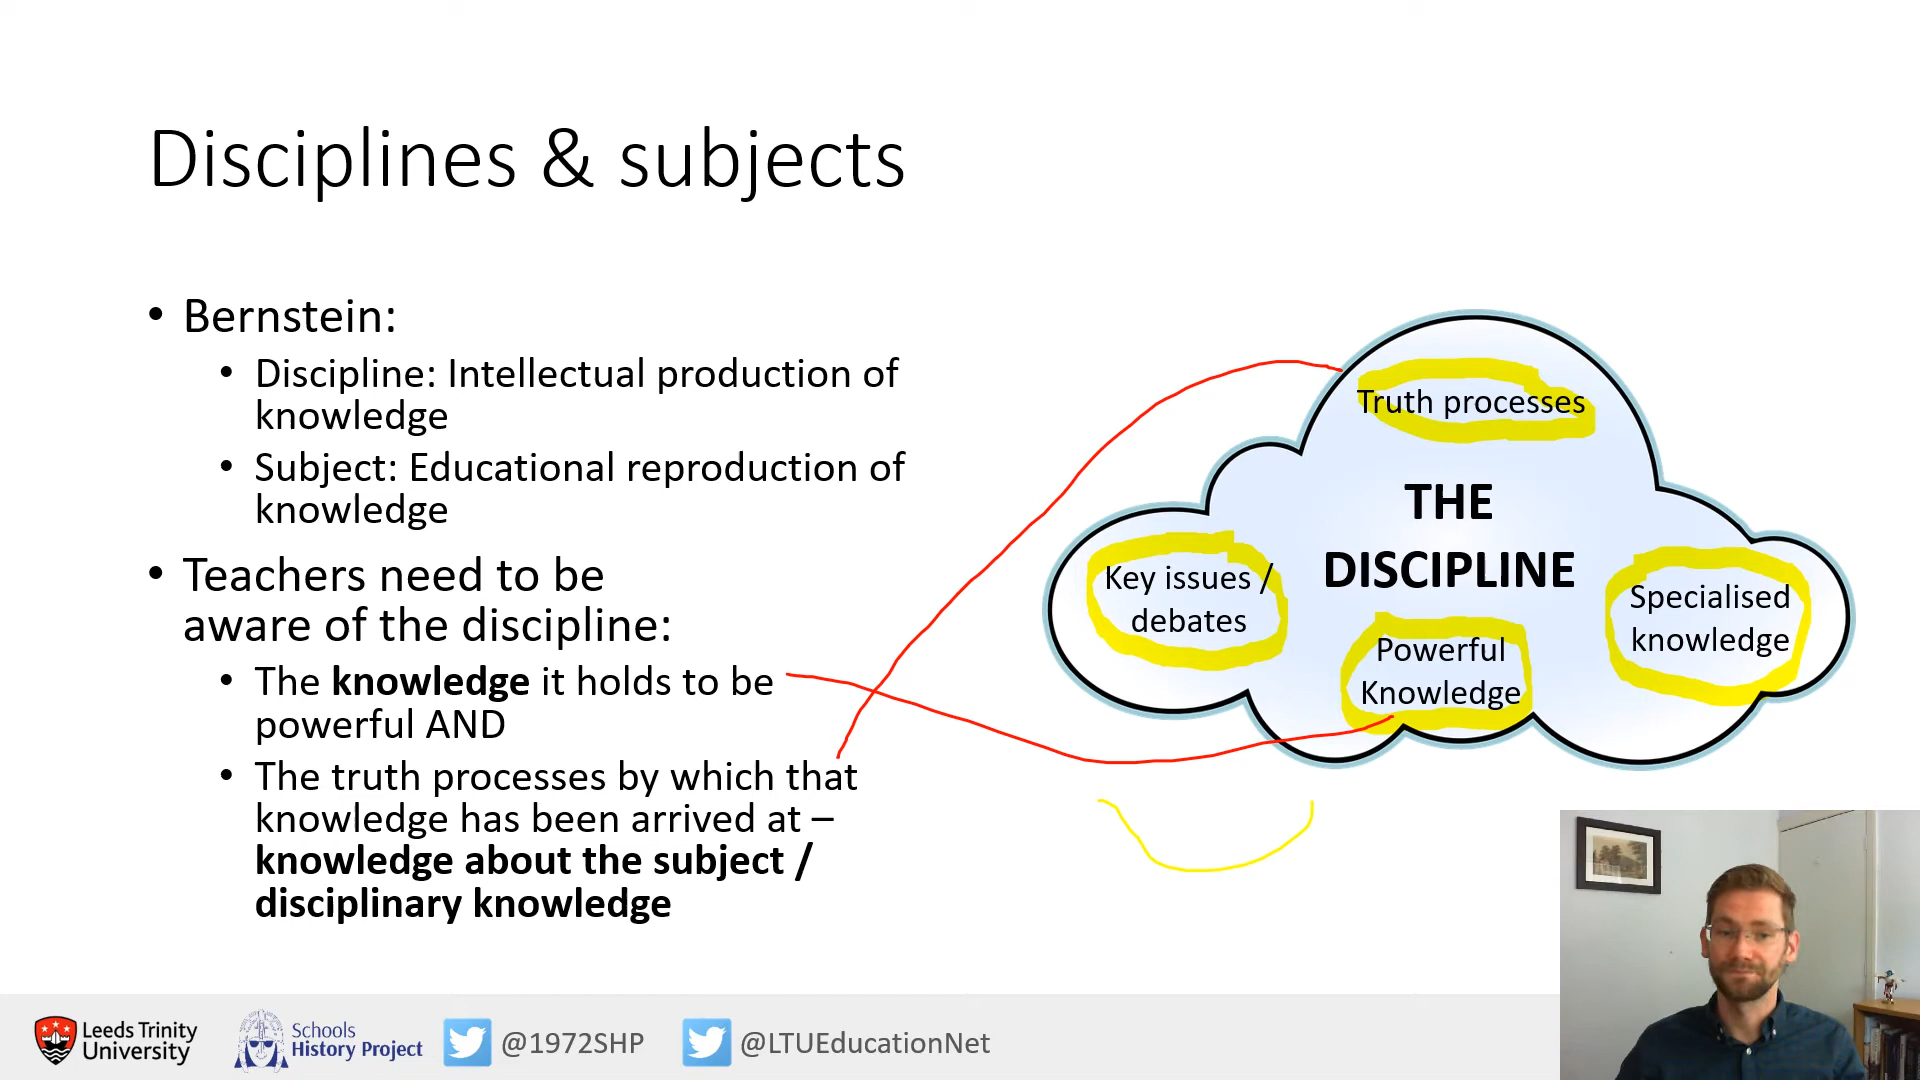 Disciplines & subjects
• Bernstein:
• Discipline: Intellectual production of
knowledge
• Subject: Educational reproduction of
knowledge
• Teachers need to be
aware of the discipline:
• The knowledge it holds to be
powerful AND
• The truth processes by which that
knowledge has been arrived at –
knowledge about the subject /
disciplinary knowledge
Truth processes
THE
DISCIPLINE
Key issues /
debates
Specialised
knowledge
Powerful
Knowledge
Leeds Trinity
University
Schools
History Project
@1972SHP
@LTUEducationNet